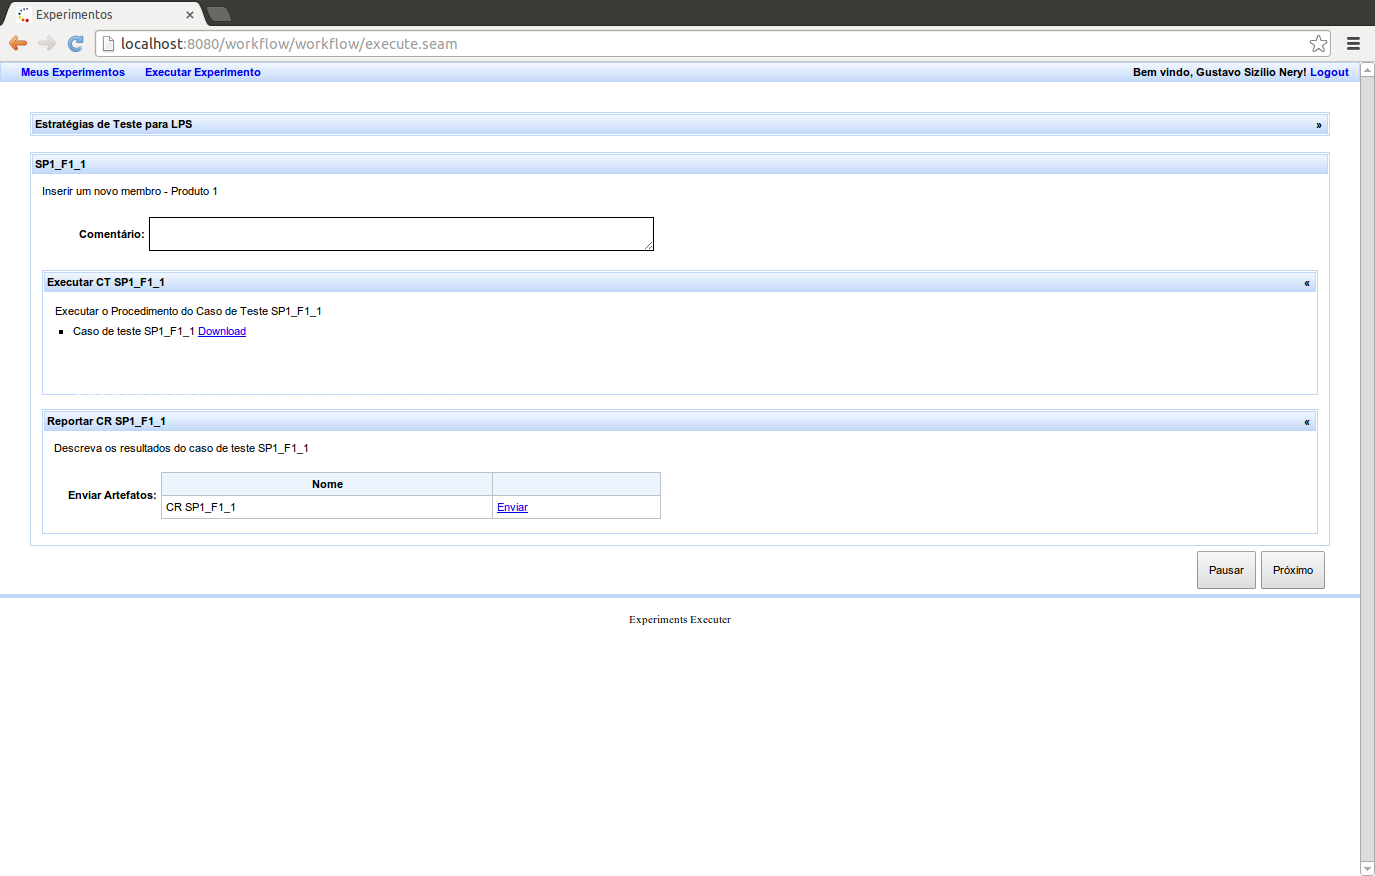 Experimentos
localhost:8080/workflow/workflow/execute.seam
Meus Experimentos Executar Experimento Bem vindo, Gustavo Sizílio Nery! Logout
Estratégias de Teste para LPS »
SP1_F1_1
Inserir um novo membro - Produto 1
Comentário:
Executar CT SP1_F1_1 «
Executar o Procedimento do Caso de Teste SP1_F1_1
Caso de teste SP1_F1_1 Download
Reportar CR SP1_F1_1 «
Descreva os resultados do caso de teste SP1_F1_1
Nome
Enviar Artefatos:
CR SP1_F1_1 Enviar
Pausar Próximo
Experiments Executer